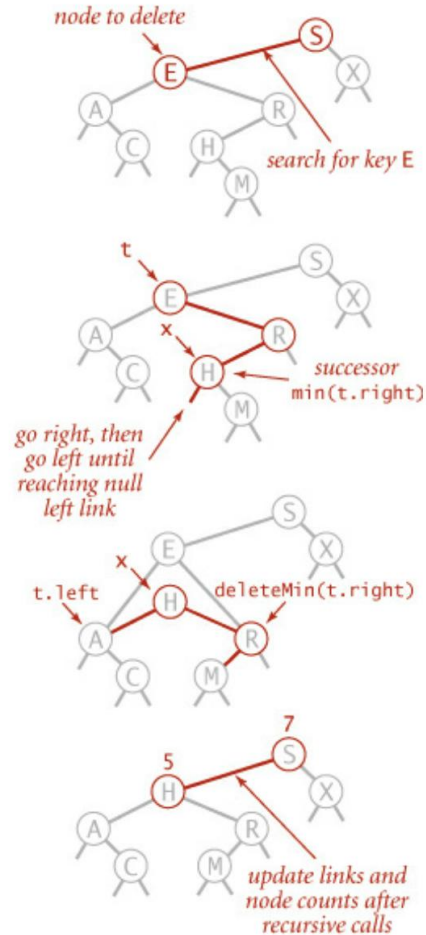 node to delete
S
E
X
A
R
C
H
M
search for key E
t
S
E
X
x
A
R
C
H
successor
min(t.right)
M
go right, then
go left until
reaching null
left link
S
E
X
x
t.left
H
deleteMin(t.right)
A
R
C
M
7
5
S
H
X
A
R
C
M
update links and
node counts after
recursive calls